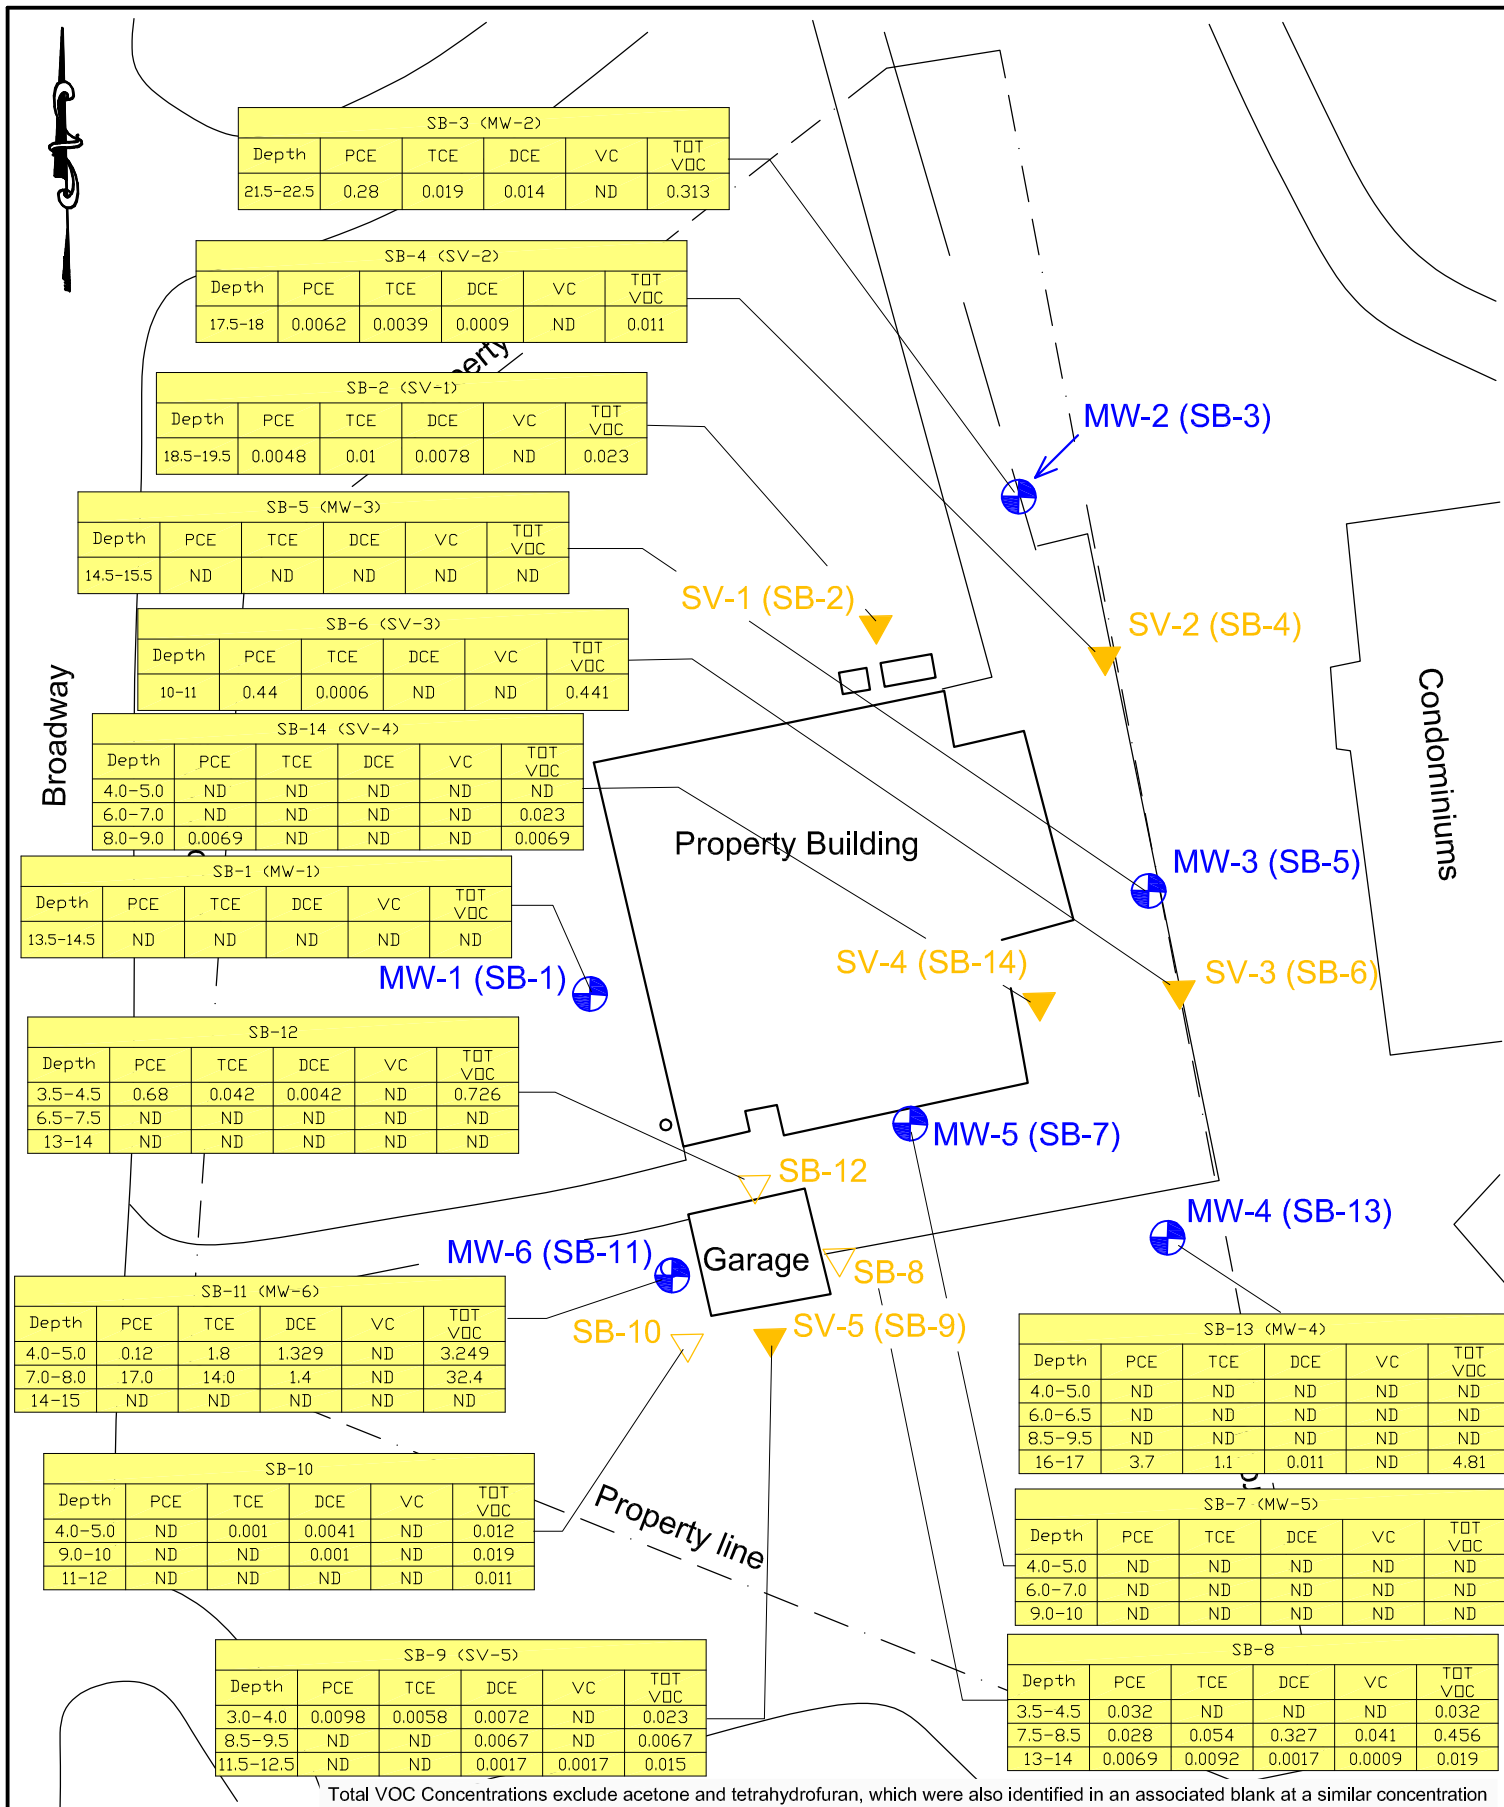 SB-3 (MW-2)
Depth PCE TCE DCE VC TOT VOC
21.5-22.5 0.28 0.019 0.014 ND 0.313
SB-4 (SV-2)
Depth PCE TCE DCE VC TOT VOC
17.5-18 0.0062 0.0039 0.0009 ND 0.011
erty
SB-2 (SV-1)
Depth PCE TCE DCE VC TOT VOC
18.5-19.5 0.0048 0.01 0.0078 ND 0.023
MW-2 (SB-3)
SB-5 (MW-3)
Depth PCE TCE DCE VC TOT VOC
14.5-15.5 ND ND ND ND ND
SV-1 (SB-2)
SV-2 (SB-4)
SB-6 (SV-3)
Depth PCE TCE DCE VC TOT VOC
10-11 0.44 0.0006 ND ND 0.441
Broadway
Condominiums
SB-14 (SV-4)
Depth PCE TCE DCE VC TOT VOC
4.0-5.0 ND ND ND ND ND
6.0-7.0 ND ND ND ND 0.023
8.0-9.0 0.0069 ND ND ND 0.0069
Property Building
MW-3 (SB-5)
SB-1 (MW-1)
Depth PCE TCE DCE VC TOT VOC
13.5-14.5 ND ND ND ND ND
MW-1 (SB-1)
SV-4 (SB-14)
SV-3 (SB-6)
SB-12
Depth PCE TCE DCE VC TOT VOC
3.5-4.5 0.68 0.042 0.0042 ND 0.726
6.5-7.5 ND ND ND ND ND
13-14 ND ND ND ND ND
MW-5 (SB-7)
SB-12
MW-4 (SB-13)
MW-6 (SB-11)
Garage
SB-8
SB-11 (MW-6)
Depth PCE TCE DCE VC TOT VOC
4.0-5.0 0.12 1.8 1.329 ND 3.249
7.0-8.0 17.0 14.0 1.4 ND 32.4
14-15 ND ND ND ND ND
SB-10
SV-5 (SB-9)
SB-13 (MW-4)
Depth PCE TCE DCE VC TOT VOC
4.0-5.0 ND ND ND ND ND
6.0-6.5 ND ND ND ND ND
8.5-9.5 ND ND ND ND ND
16-17 3.7 1.1 0.011 ND 4.81
SB-10
Depth PCE TCE DCE VC TOT VOC
4.0-5.0 ND 0.001 0.0041 ND 0.012
9.0-10 ND ND 0.001 ND 0.019
11-12 ND ND ND ND 0.011
Property line
SB-7 (MW-5)
Depth PCE TCE DCE VC TOT VOC
4.0-5.0 ND ND ND ND ND
6.0-7.0 ND ND ND ND ND
9.0-10 ND ND ND ND ND
SB-9 (SV-5)
Depth PCE TCE DCE VC TOT VOC
3.0-4.0 0.0098 0.0058 0.0072 ND 0.023
8.5-9.5 ND ND 0.0067 ND 0.0067
11.5-12.5 ND ND 0.0017 0.0017 0.015
SB-8
Depth PCE TCE DCE VC TOT VOC
3.5-4.5 0.032 ND ND ND 0.032
7.5-8.5 0.028 0.054 0.327 0.041 0.456
13-14 0.0069 0.0092 0.0017 0.0009 0.019
Total VOC Concentrations exclude acetone and tetrahydrofuran, which were also identified in an associated blank at a similar concentration